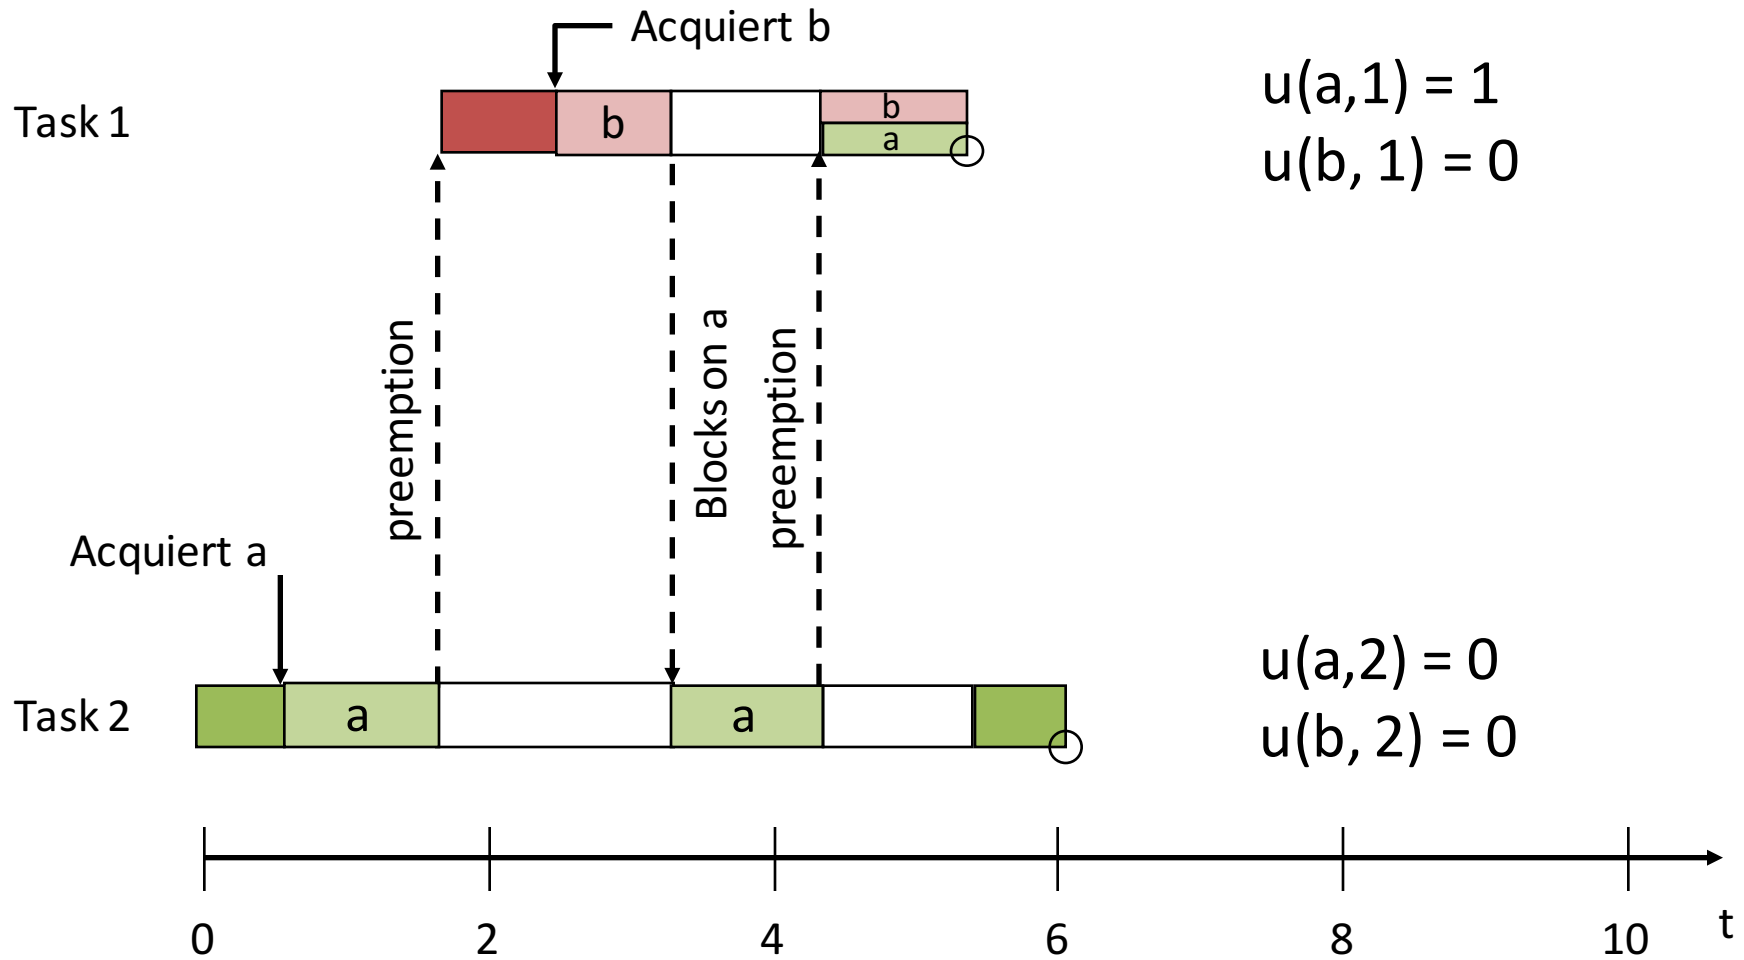 Acquiert b
Task 1
b
b
a
u(a,1) = 1
u(b, 1) = 0
preemption
Blocks on a
preemption
Acquiert a
Task 2
a
a
u(a,2) = 0
u(b, 2) = 0
0
2
4
6
8
10
t